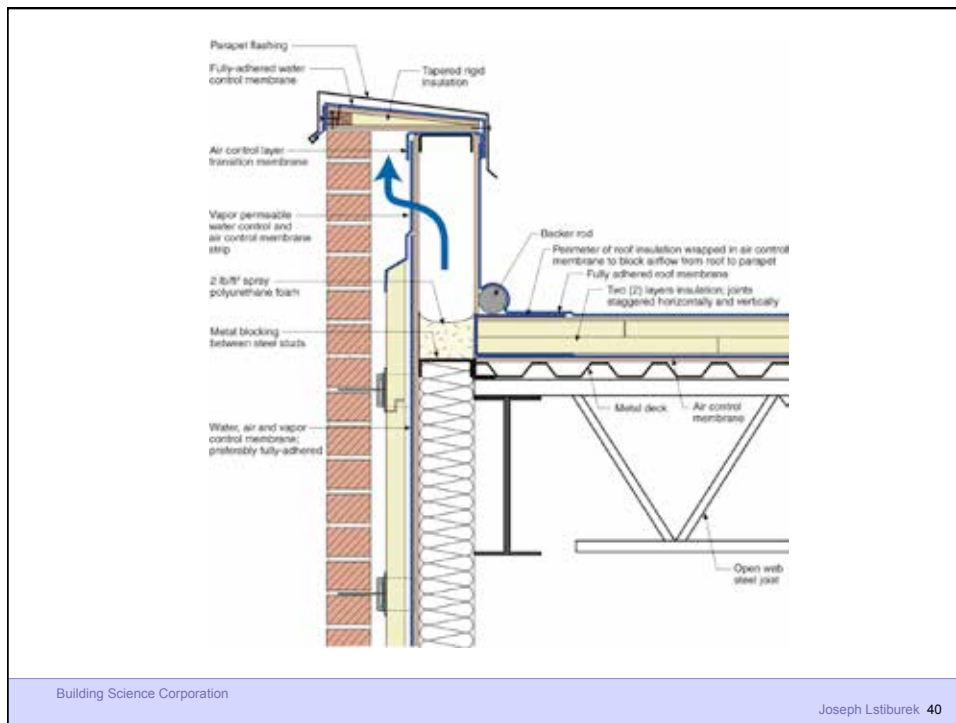 Parapet flashing
Fully-adhered water
control membrane
Tapered rigid
insulation
Air control layer
transition membrane
Vapor permeable
water control and
air control membrane
strip
2 lb/ft³ spray
polyurethane foam
Metal blocking
between steel studs
Water, air and vapor
control membrane;
preferably fully-adhered
Backer rod
Perimeter of roof insulation wrapped in air control
membrane to block airflow from roof to parapet
Fully adhered roof membrane
Two (2) layers insulation; joints
staggered horizontally and vertically
Metal deck
Air control
membrane
Open web
steel joist
Building Science Corporation
Joseph Lstiburek 40